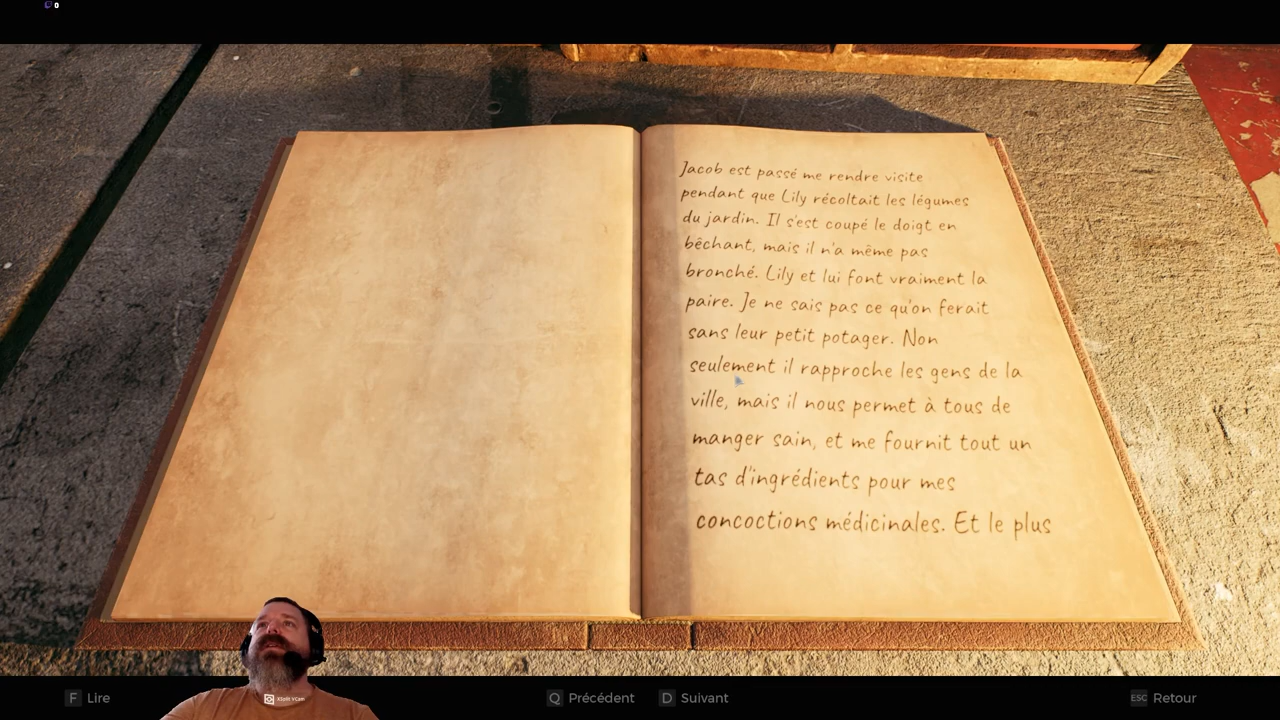 0
Jacob est passé me rendre visite
pendant que Lily récoltait les légumes
du jardin. Il s'est coupé le doigt en
bêchant, mais il n'a même pas
bronché. Lily et lui font vraiment la
paire. Je ne sais pas ce qu'on ferait
sans leur petit potager. Non
seulement il rapproche les gens de la
ville, mais il nous permet à tous de
manger sain, et me fournit tout un
tas d'ingrédients pour mes
concoctions médicinales. Et le plus
XSplit VCam
F Lire
Q Précédent
D Suivant
ESC Retour